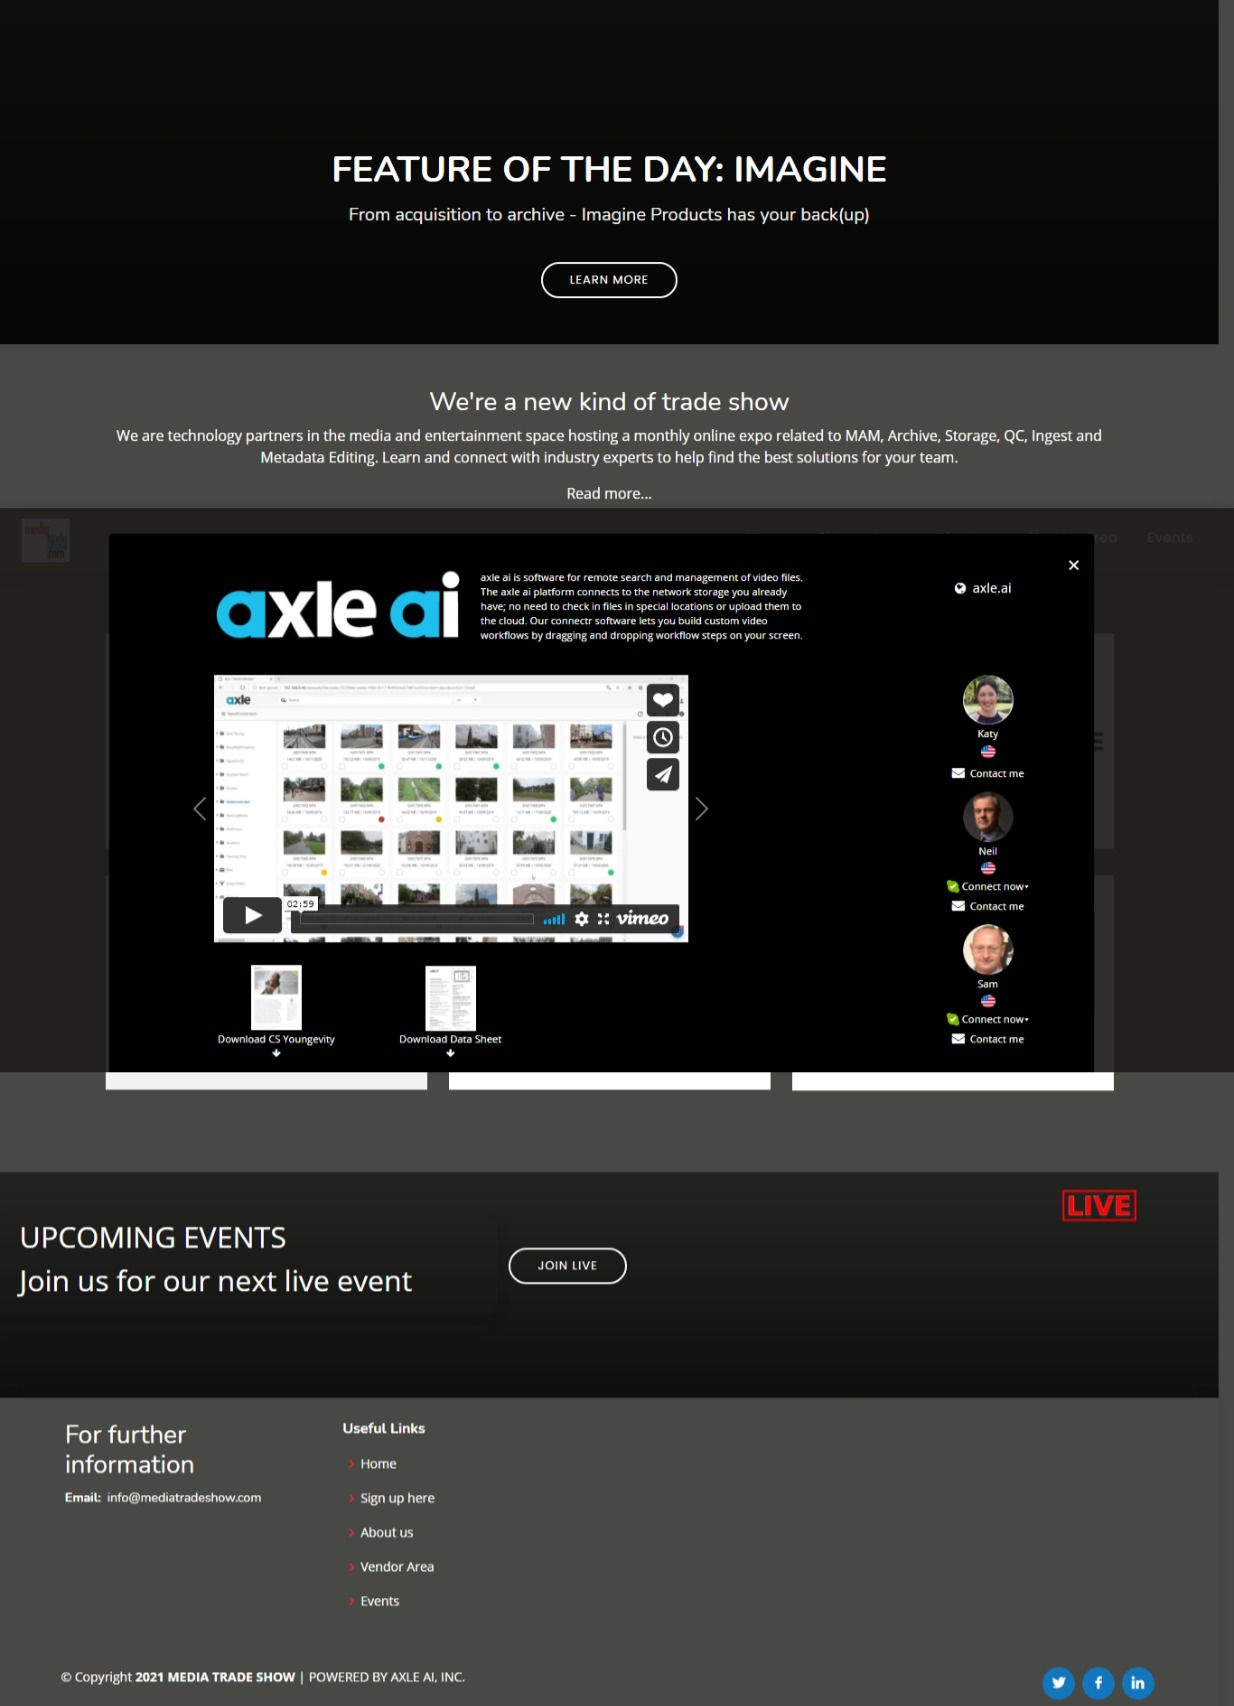 FEATURE OF THE DAY: IMAGINE
From acquisition to archive - Imagine Products has your back(up)
LEARN MORE
We're a new kind of trade show
We are technology partners in the media and entertainment space hosting a monthly online expo related to MAM, Archive, Storage, QC, Ingest and
Metadata Editing. Learn and connect with industry experts to help find the best solutions for your team.
Read more...
Events
axle ai
axle ai is software for remote search and management of video files.
The axle ai platform connects to the network storage you already
have; no need to check in files in special locations or upload them to
the cloud. Our connectr software lets you build custom video
workflows by dragging and dropping workflow steps on your screen.
×
axle.ai
axle
02:59
vimeo
Katy
Contact me
Neil
Connect now
Contact me
Sam
Connect now
Contact me
Download CS Youngevity
Download Data Sheet
LIVE
UPCOMING EVENTS
Join us for our next live event
JOIN LIVE
For further
information
Email: info@mediatradeshow.com
Useful Links
Home
Sign up here
About us
Vendor Area
Events
© Copyright 2021 MEDIA TRADE SHOW | POWERED BY AXLE AI, INC.